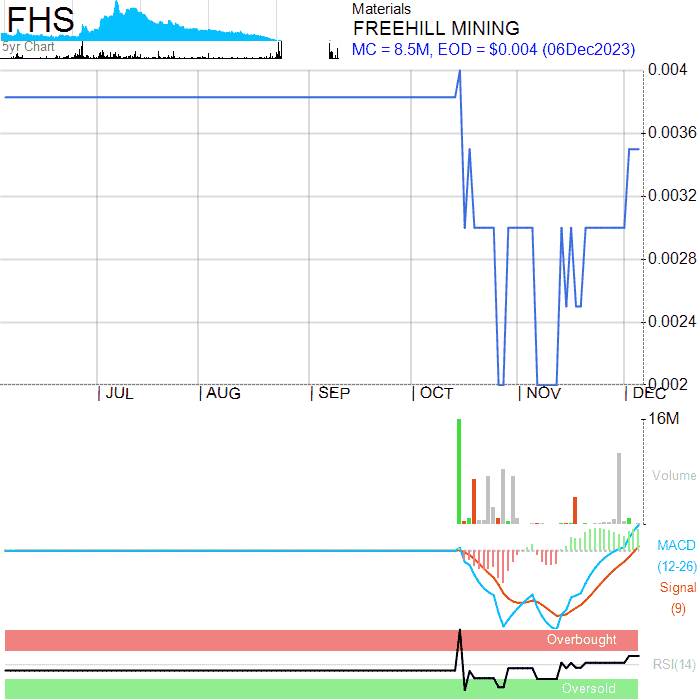 FHS
5yr Chart
Materials
FREEHILL MINING
MC = 8.5M, EOD = $0.004 (06Dec2023)
0.004
0.0036
0.0032
0.0028
0.0024
0.002
JUL AUG SEP OCT NOV DEC
16M
Volume
MACD
(12-26)
Signal
(9)
Overbought
RSI(14)
Oversold